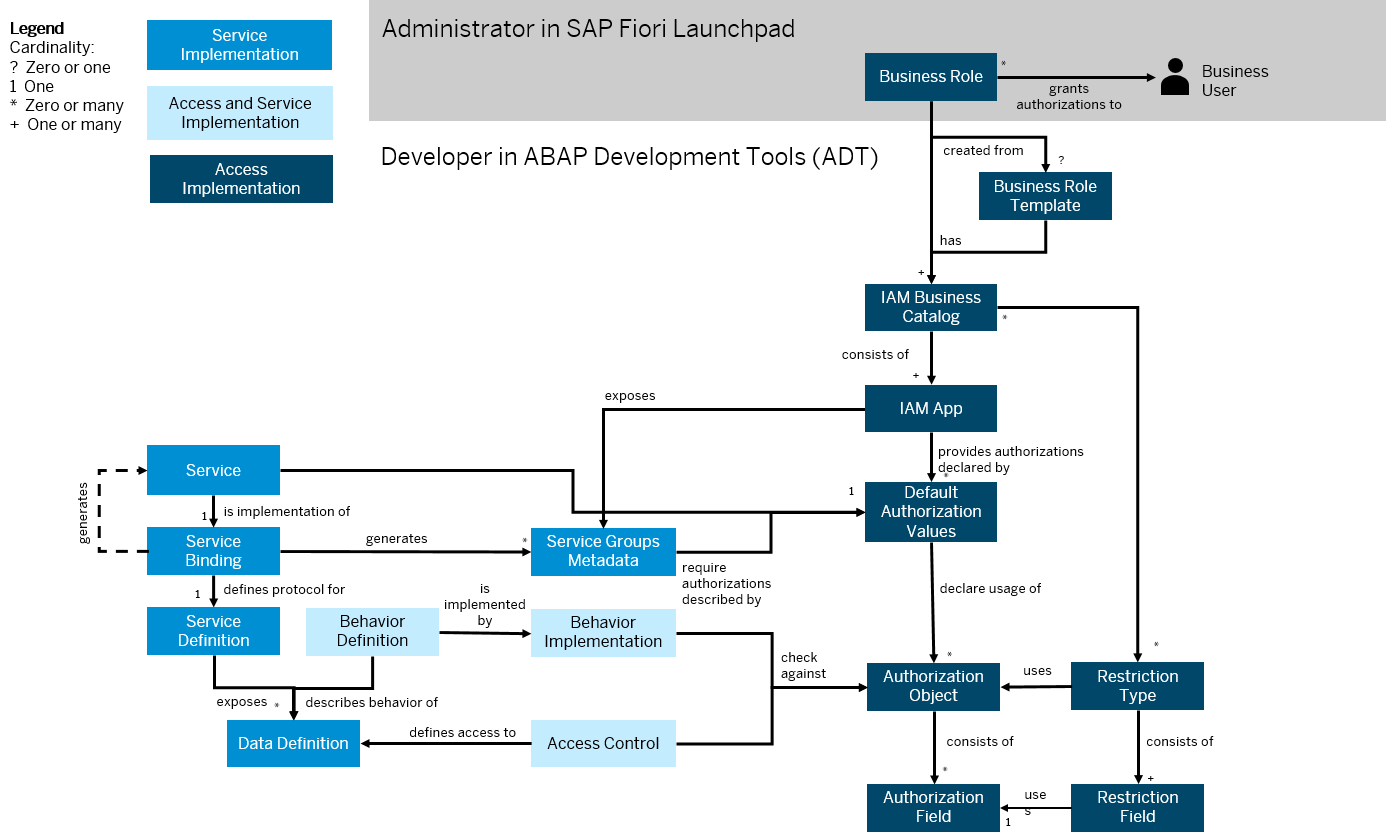 Legend
Cardinality:
? Zero or one
1 One
* Zero or many
+ One or many
Service
Implementation
Access and Service
Implementation
Access
Implementation
Administrator in SAP Fiori Launchpad
Business Role
*
grants
authorizations to
Business
User
Developer in ABAP Development Tools (ADT)
created from
?
Business Role
Template
has
+
IAM Business
Catalog
*
consists of
+
IAM App
exposes
provides authorizations
declared by
*
Service
1
Default
Authorization
Values
generates
1
is implementation of
Service
Binding
generates
*
Service Groups
Metadata
require
authorizations
described by
declare usage of
1
defines protocol for
Service
Definition
Behavior
Definition
is
implemented
by
Behavior
Implementation
check
against
*
*
Authorization
Object
uses
Restriction
Type
exposes
*
describes behavior of
Data Definition
defines access to
Access Control
consists of
*
consists of
+
Authorization
Field
use
s
1
Restriction
Field